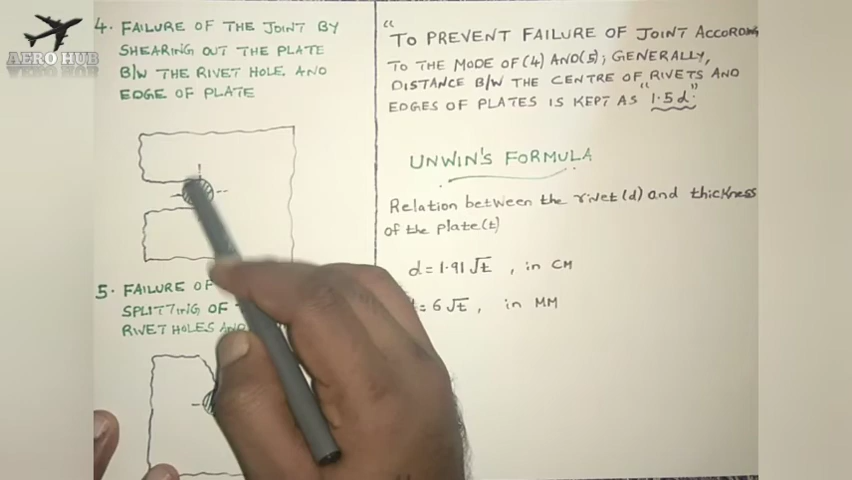 AERO HUB
4. FAILURE OF THE JOINT BY
SHEARING OUT THE PLATE
B/W THE RIVET HOLE. AND
EDGE OF PLATE
5. FAILURE OF
SPLITTING OF
RIVET HOLES AND
"TO PREVENT FAILURE OF JOINT ACCORDING
TO THE MODE OF (4) AND (5); GENERALLY,
DISTANCE B/W THE CENTRE OF RIVETS AND
EDGES OF PLATES IS KEPT AS "1.5d".
UNWIN'S FORMULA
Relation between the rivet (d) and thickness
of the plate (t)
d = 1.91 √t , in CM
= 6 √t , in MM